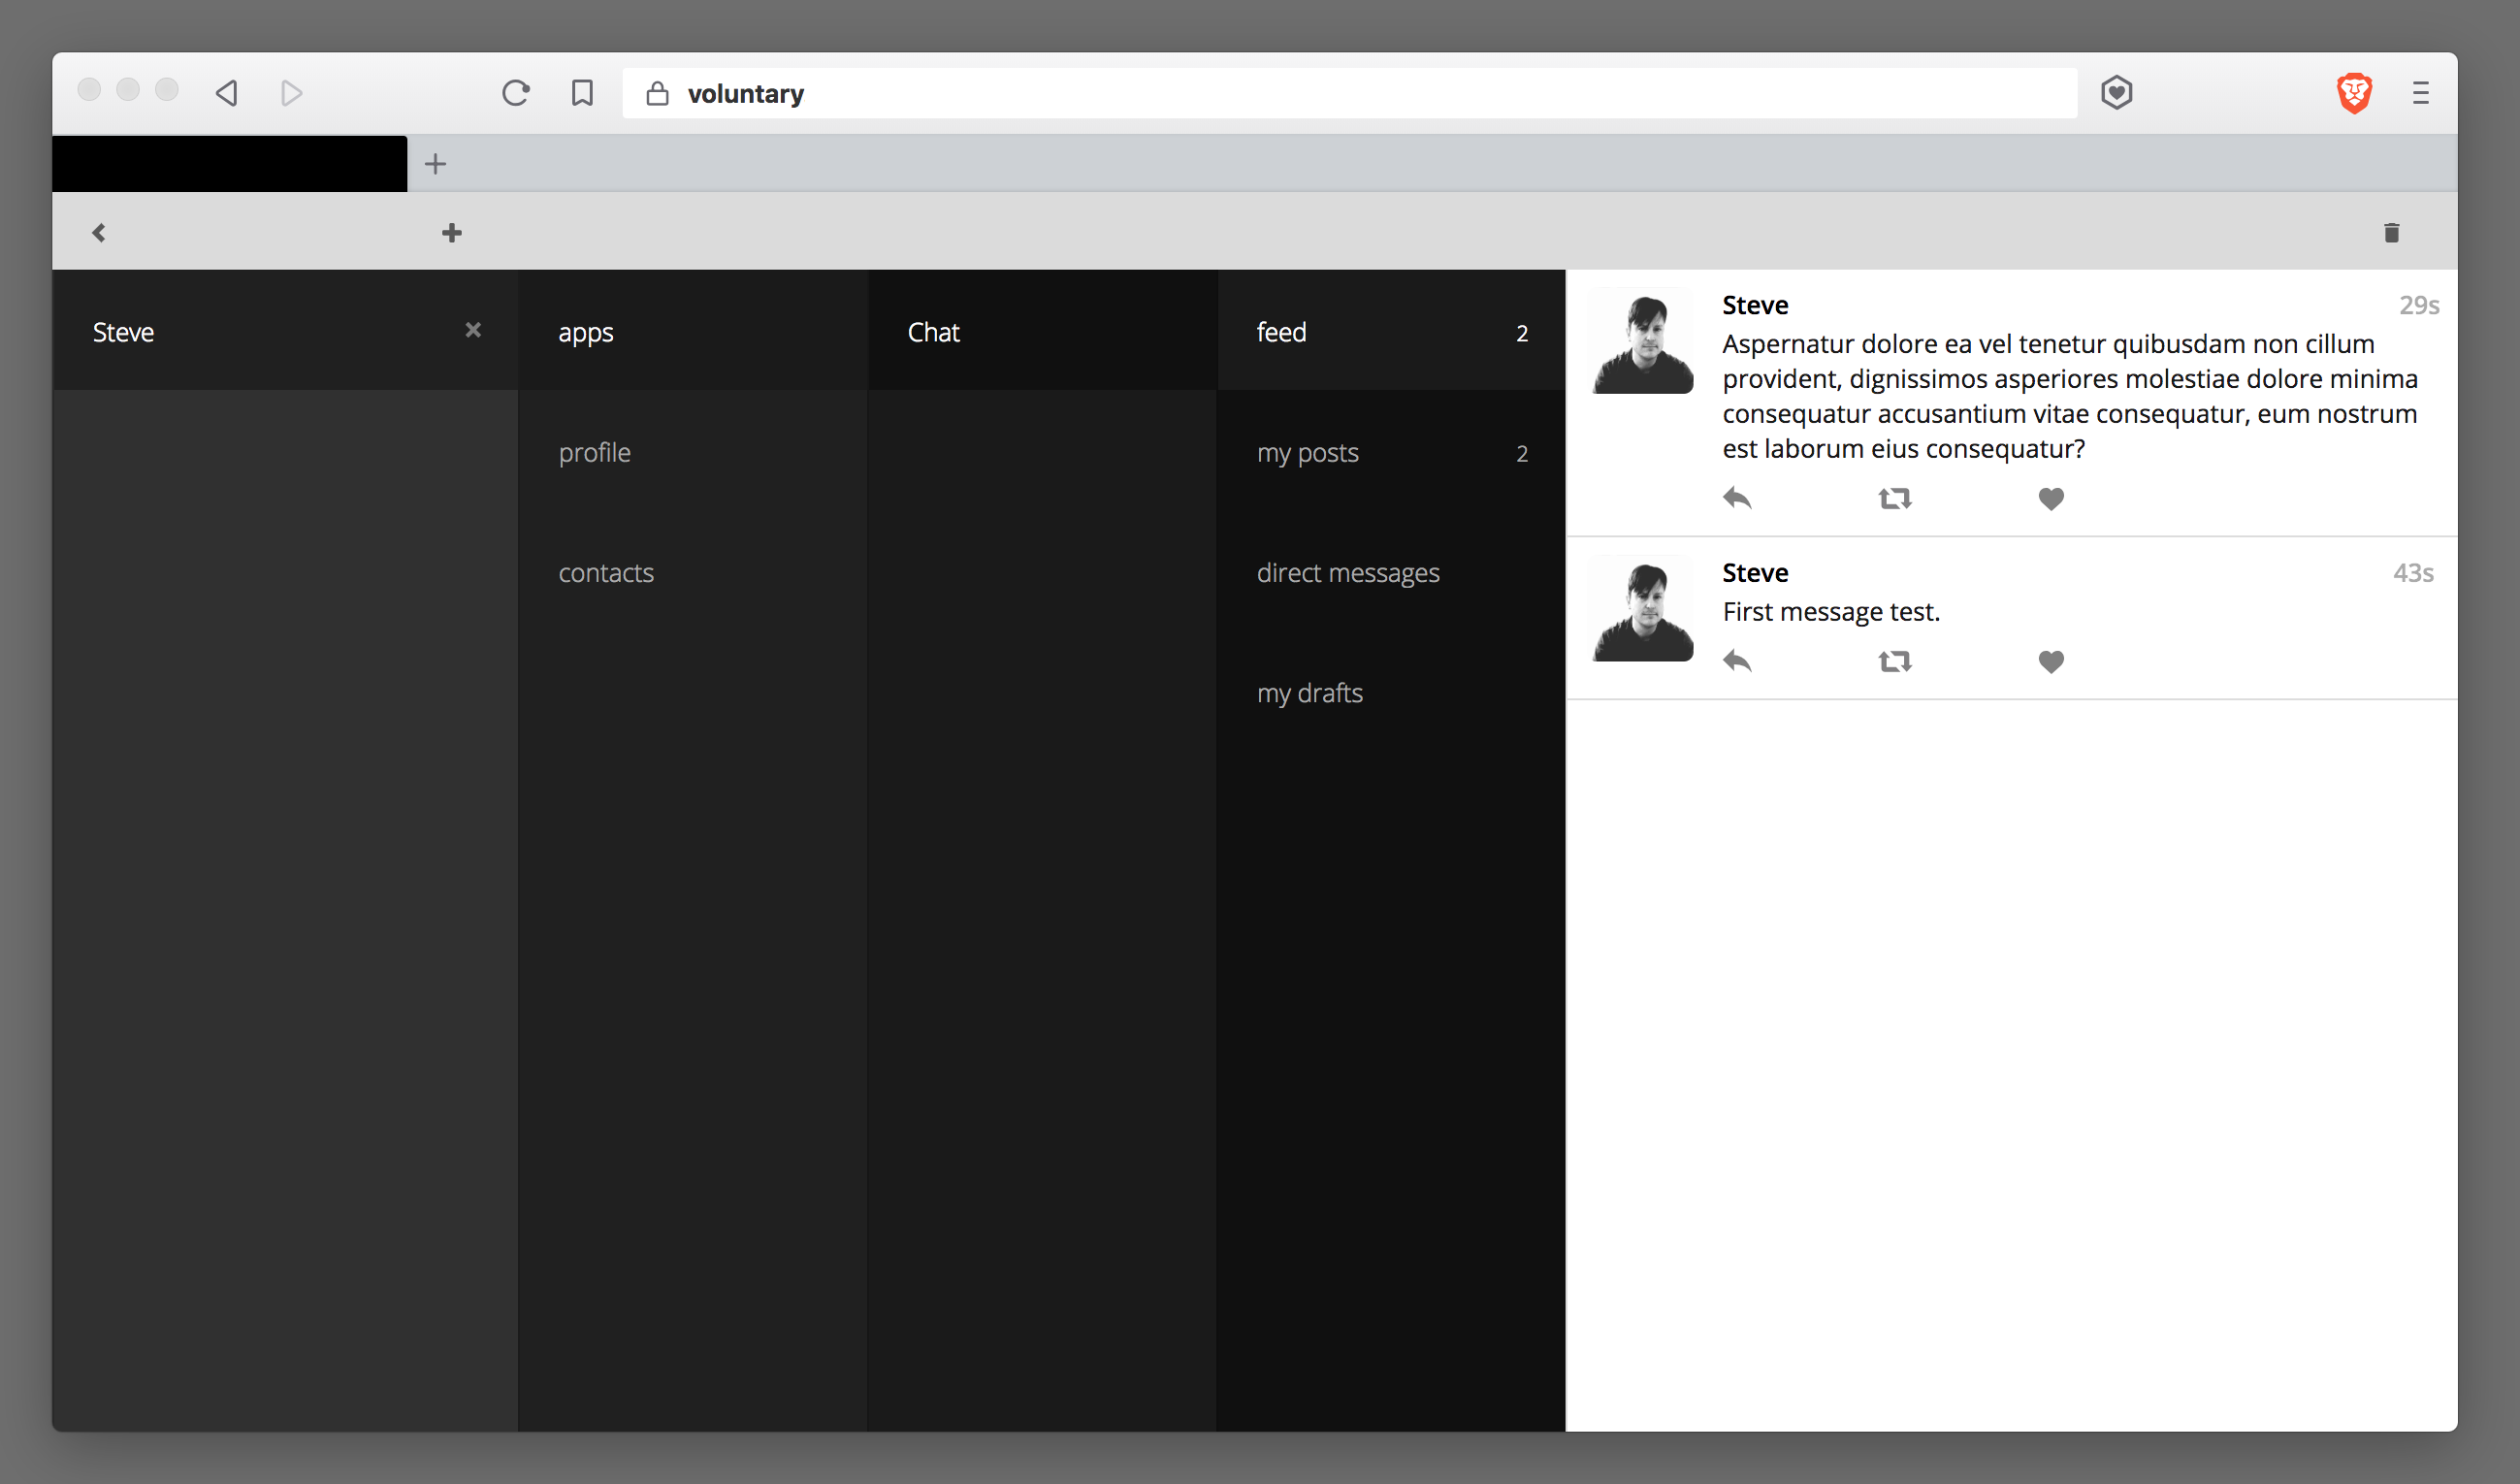 voluntary
Steve
apps
profile
contacts
Chat
feed 2
my posts 2
direct messages
my drafts
Steve 29s
Aspernatur dolore ea vel tenetur quibusdam non cillum
provident, dignissimos asperiores molestiae dolore minima
consequatur accusantium vitae consequatur, eum nostrum
est laborum eius consequatur?
Steve 43s
First message test.